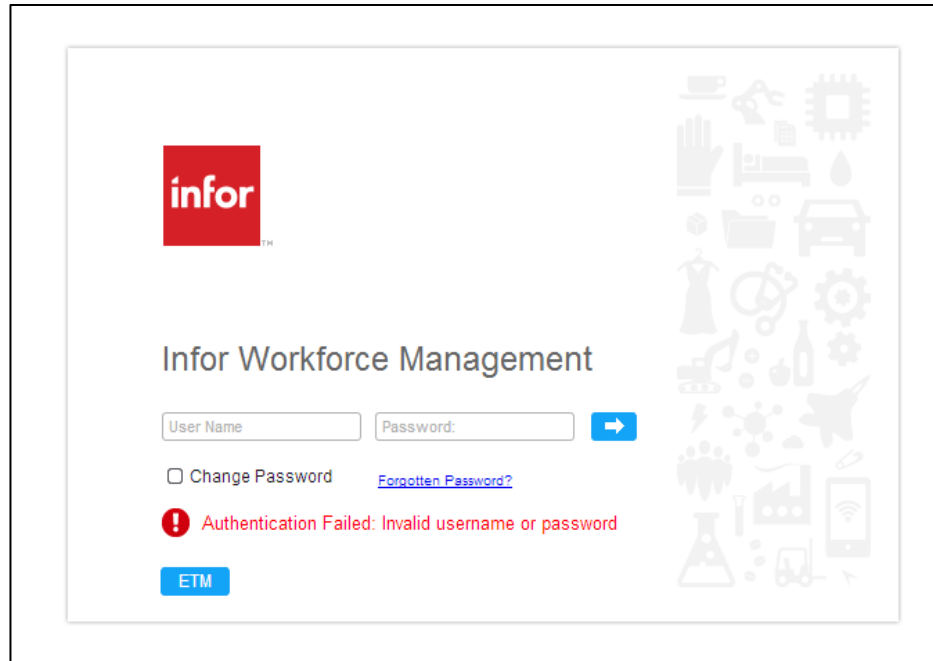 infor
TM
Infor Workforce Management
User Name Password:
Change Password Forgotten Password?
Authentication Failed: Invalid username or password
ETM